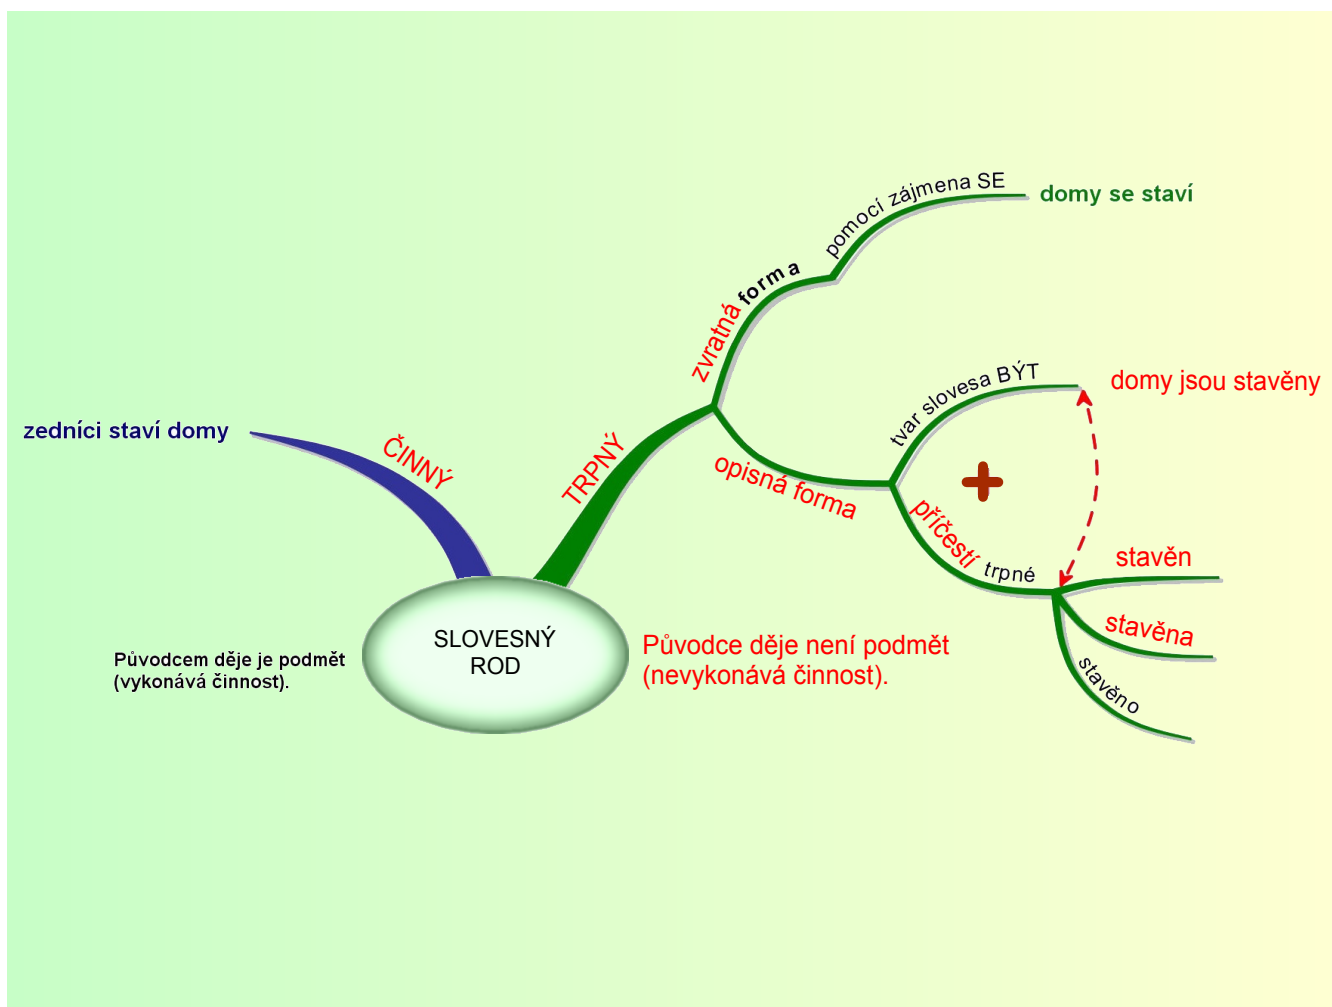 pomocí zájmena SE
domy se staví
zvratná forma
tvar slovesa BÝT
domy jsou stavěny
zedníci staví domy
ČINNÝ
TRPNÝ
opisná forma
příčestí trpné
stavěn
stavěna
stavěno
SLOVESNÝ
ROD
Původcem děje je podmět
(vykonává činnost).
Původce děje není podmět
(nevykonává činnost).